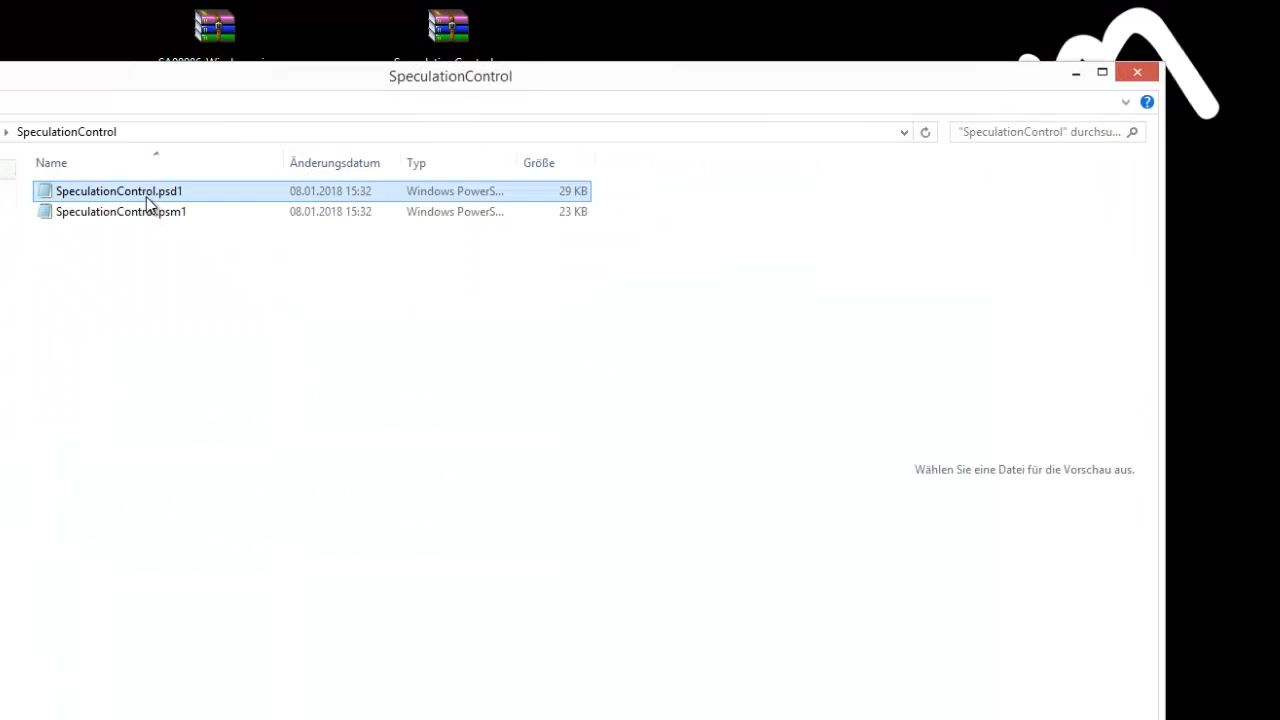 SpeculationControl
SpeculationControl
"SpeculationControl" durchsu...
Name
Änderungsdatum
Typ
Größe
SpeculationControl.psd1
08.01.2018 15:32
Windows PowerS...
29 KB
SpeculationControl.psm1
08.01.2018 15:32
Windows PowerS...
23 KB
Wählen Sie eine Datei für die Vorschau aus.